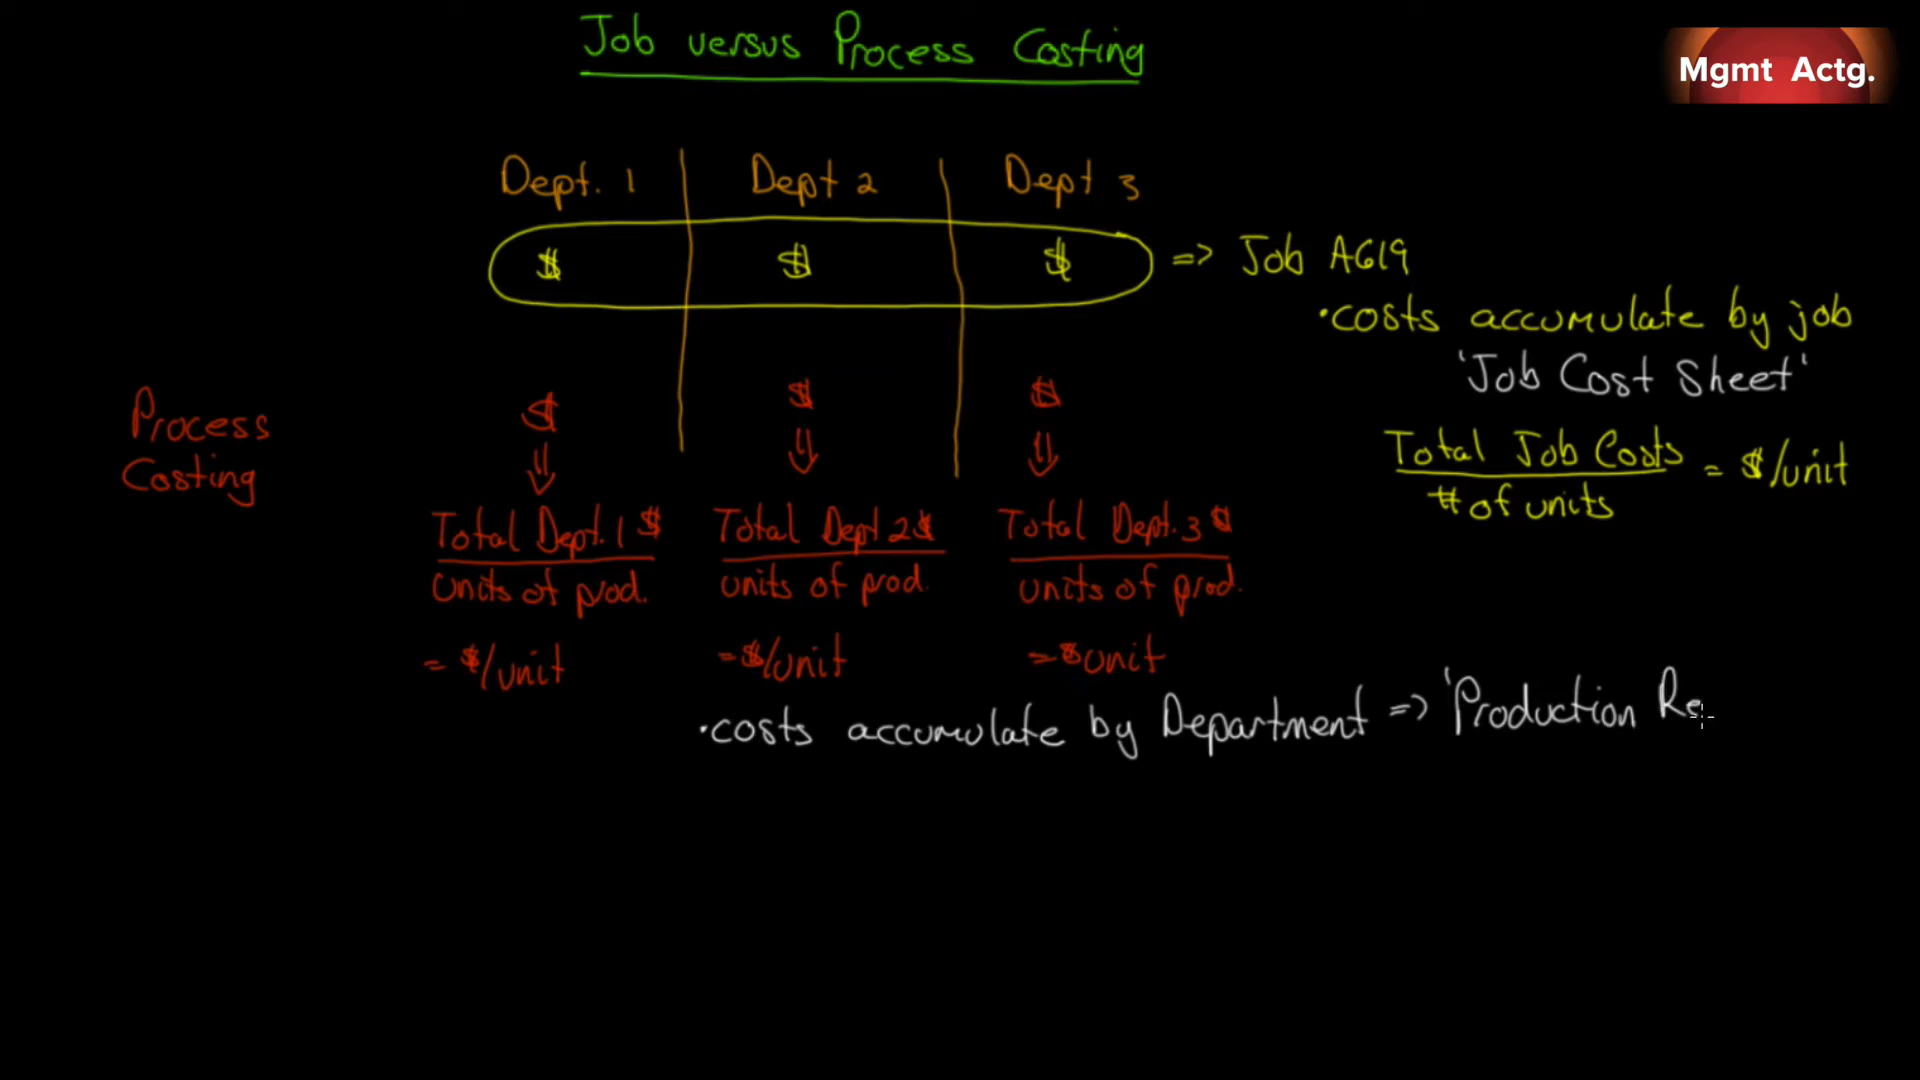 Job versus Process Costing
Mgmt Actg.
Dept. 1 Dept 2 Dept 3
$ $ $ => Job A619
•costs accumulate by job
'Job Cost Sheet'
Total Job Costs = $/unit
# of units
Process
Costing
$ $ $
Total Dept. 1 $ Total Dept 2 $ Total Dept. 3 $
units of prod. units of prod. units of prod.
= $/unit = $/unit = $ unit
•costs accumulate by Department => 'Production Re